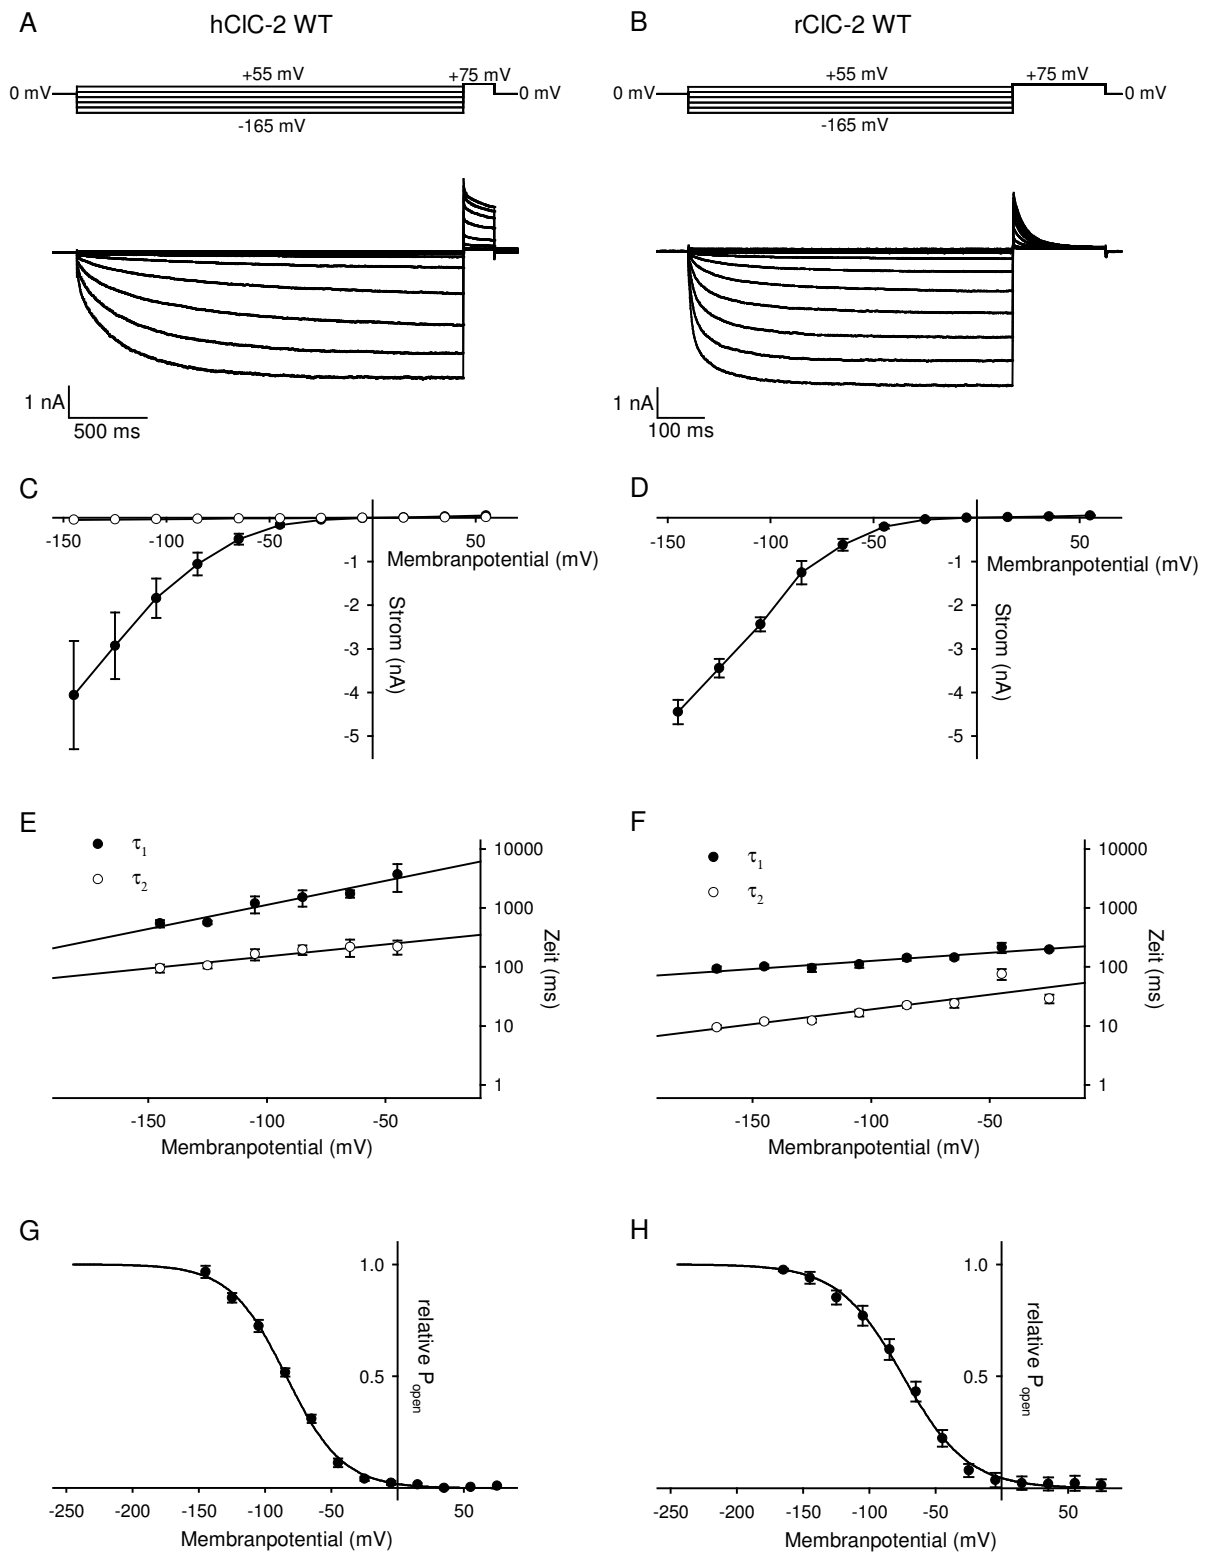 A
hClC-2 WT
B
rClC-2 WT
+55 mV
+75 mV
0 mV
0 mV
-165 mV
+55 mV
+75 mV
0 mV
0 mV
-165 mV
1 nA
500 ms
1 nA
100 ms
C
-150
-100
-50
50
Membranpotential (mV)
-1
-2
-3
-4
-5
Strom (nA)
D
-150
-100
-50
50
Membranpotential (mV)
-1
-2
-3
-4
-5
Strom (nA)
E
τ1
τ2
10000
1000
100
10
1
Zeit (ms)
-150
-100
-50
Membranpotential (mV)
F
τ1
τ2
10000
1000
100
10
1
Zeit (ms)
-150
-100
-50
Membranpotential (mV)
G
1.0
0.5
relative Popen
-250
-200
-150
-100
-50
50
Membranpotential (mV)
H
1.0
0.5
relative Popen
-250
-200
-150
-100
-50
50
Membranpotential (mV)